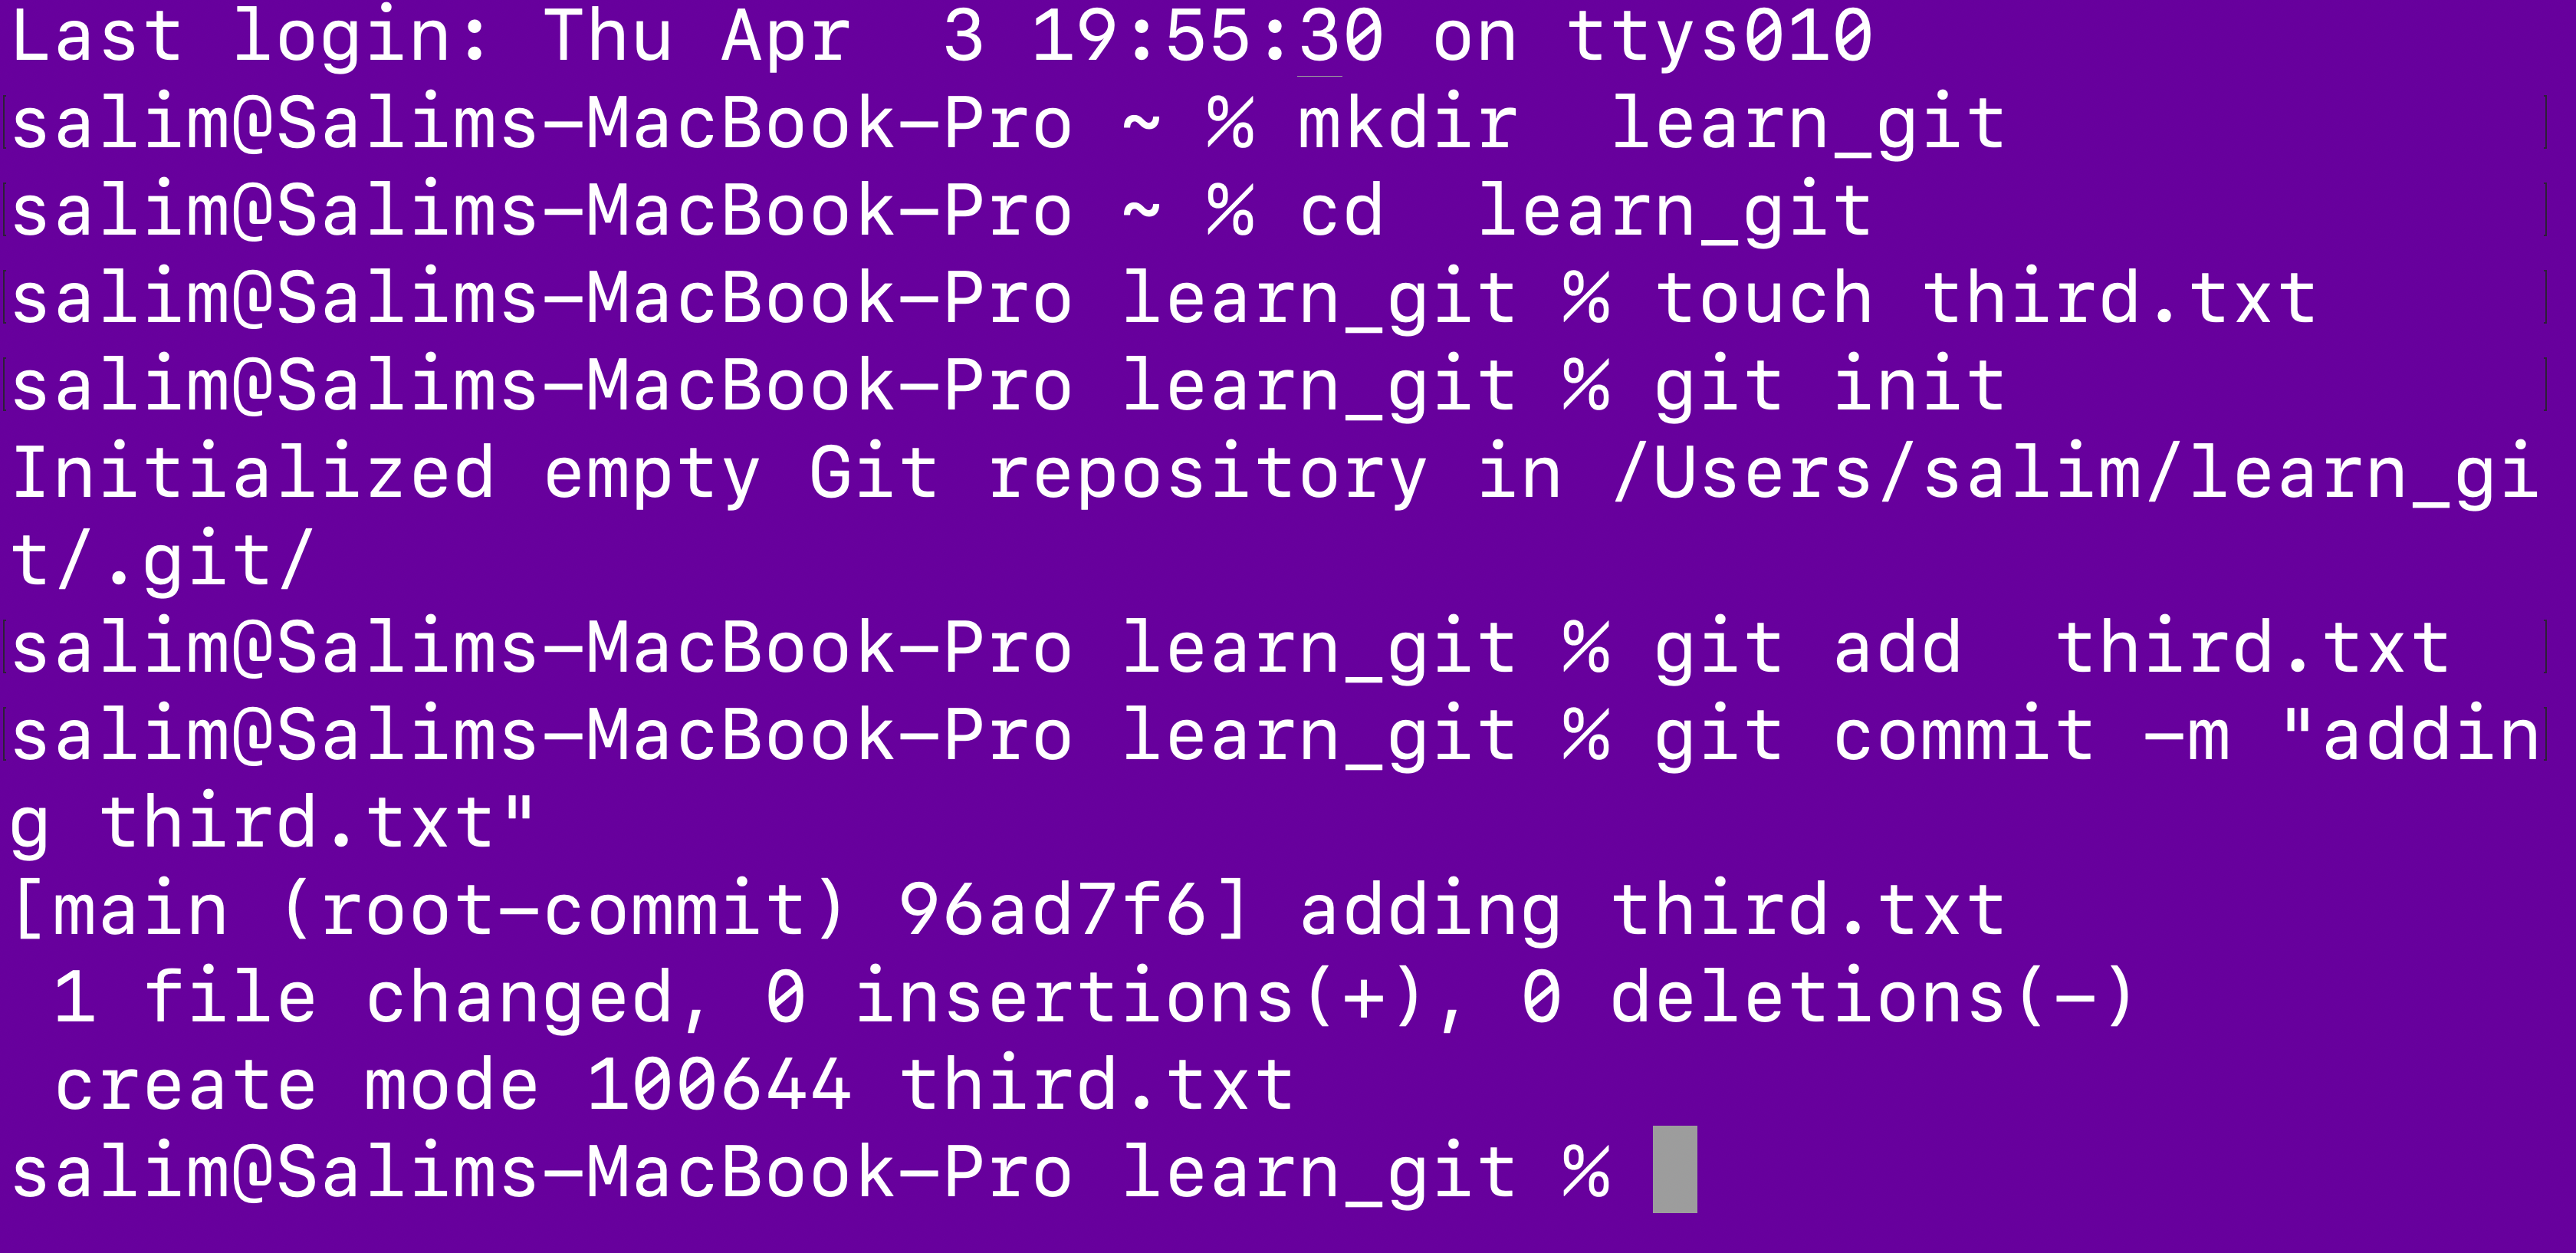 Last login: Thu Apr  3 19:55:30 on ttys010
salim@Salims-MacBook-Pro ~ % mkdir  learn_git
salim@Salims-MacBook-Pro ~ % cd  learn_git
salim@Salims-MacBook-Pro learn_git % touch third.txt
salim@Salims-MacBook-Pro learn_git % git init
Initialized empty Git repository in /Users/salim/learn_gi
t/.git/
salim@Salims-MacBook-Pro learn_git % git add  third.txt
salim@Salims-MacBook-Pro learn_git % git commit -m "addin
g third.txt"
[main (root-commit) 96ad7f6] adding third.txt
 1 file changed, 0 insertions(+), 0 deletions(-)
 create mode 100644 third.txt
salim@Salims-MacBook-Pro learn_git %